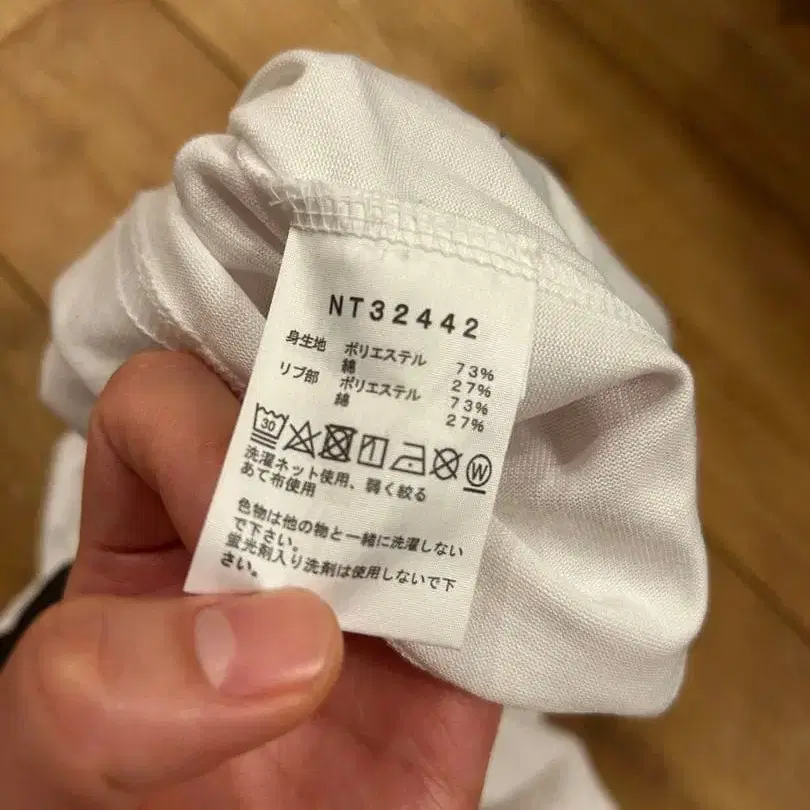 NT32442
身生地 ポリエステル 73%
綿 27%
リブ部 ポリエステル 73%
綿 27%
30 W
洗濯ネット使用、弱く絞る
あて布使用
色物は他の物と一緒に洗濯しない
で下さい。
蛍光剤入り洗剤は使用しないで下
さい。